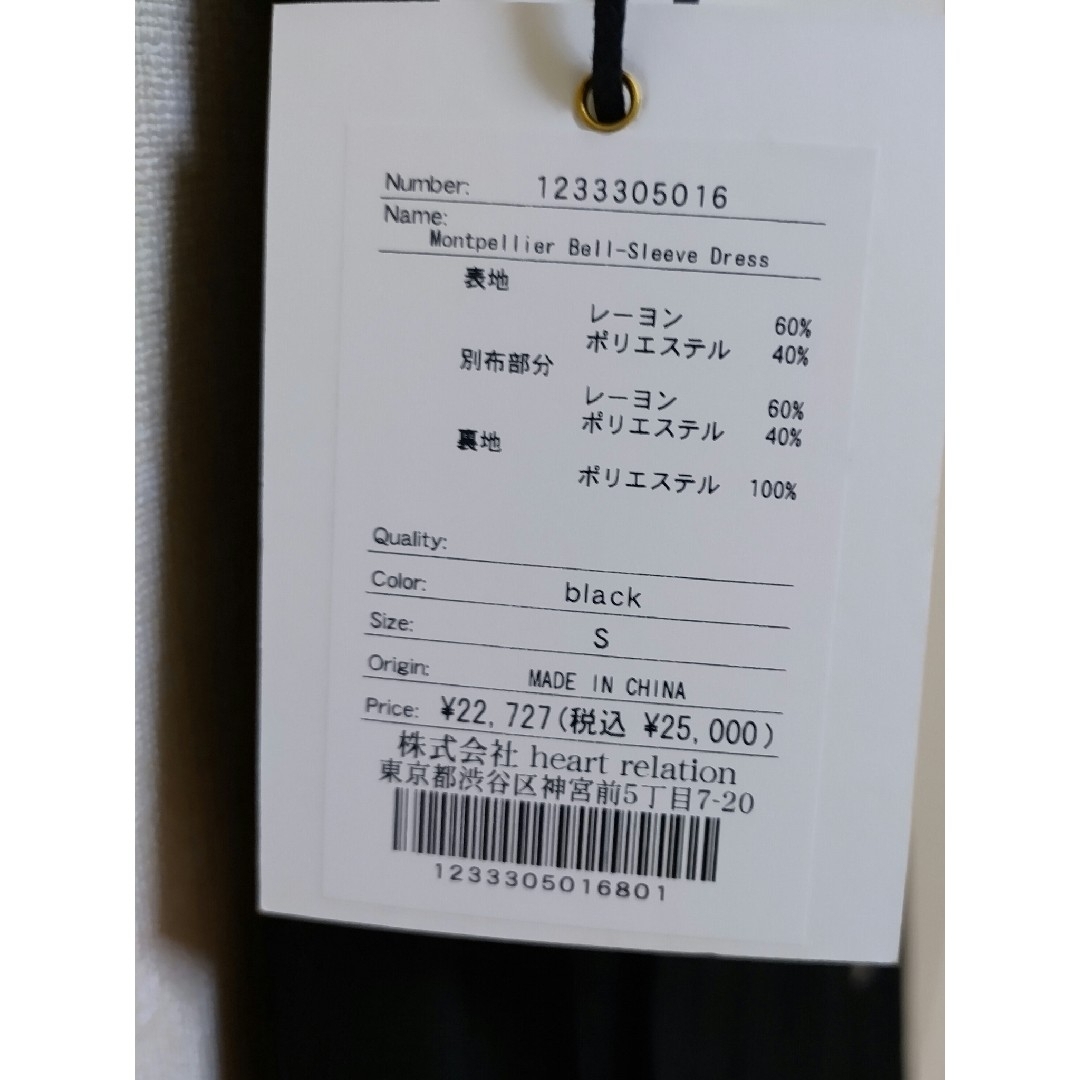 Number: 1233305016
Name:
Montpellier Bell-Sleeve Dress
表地
レーヨン 60%
ポリエステル 40%
別布部分
レーヨン 60%
ポリエステル 40%
裏地
ポリエステル 100%
Quality:
Color: black
Size: S
Origin: MADE IN CHINA
Price: ¥22,727(税込 ¥25,000)
株式会社 heart relation
東京都渋谷区神宮前5丁目7-20
1233305016801